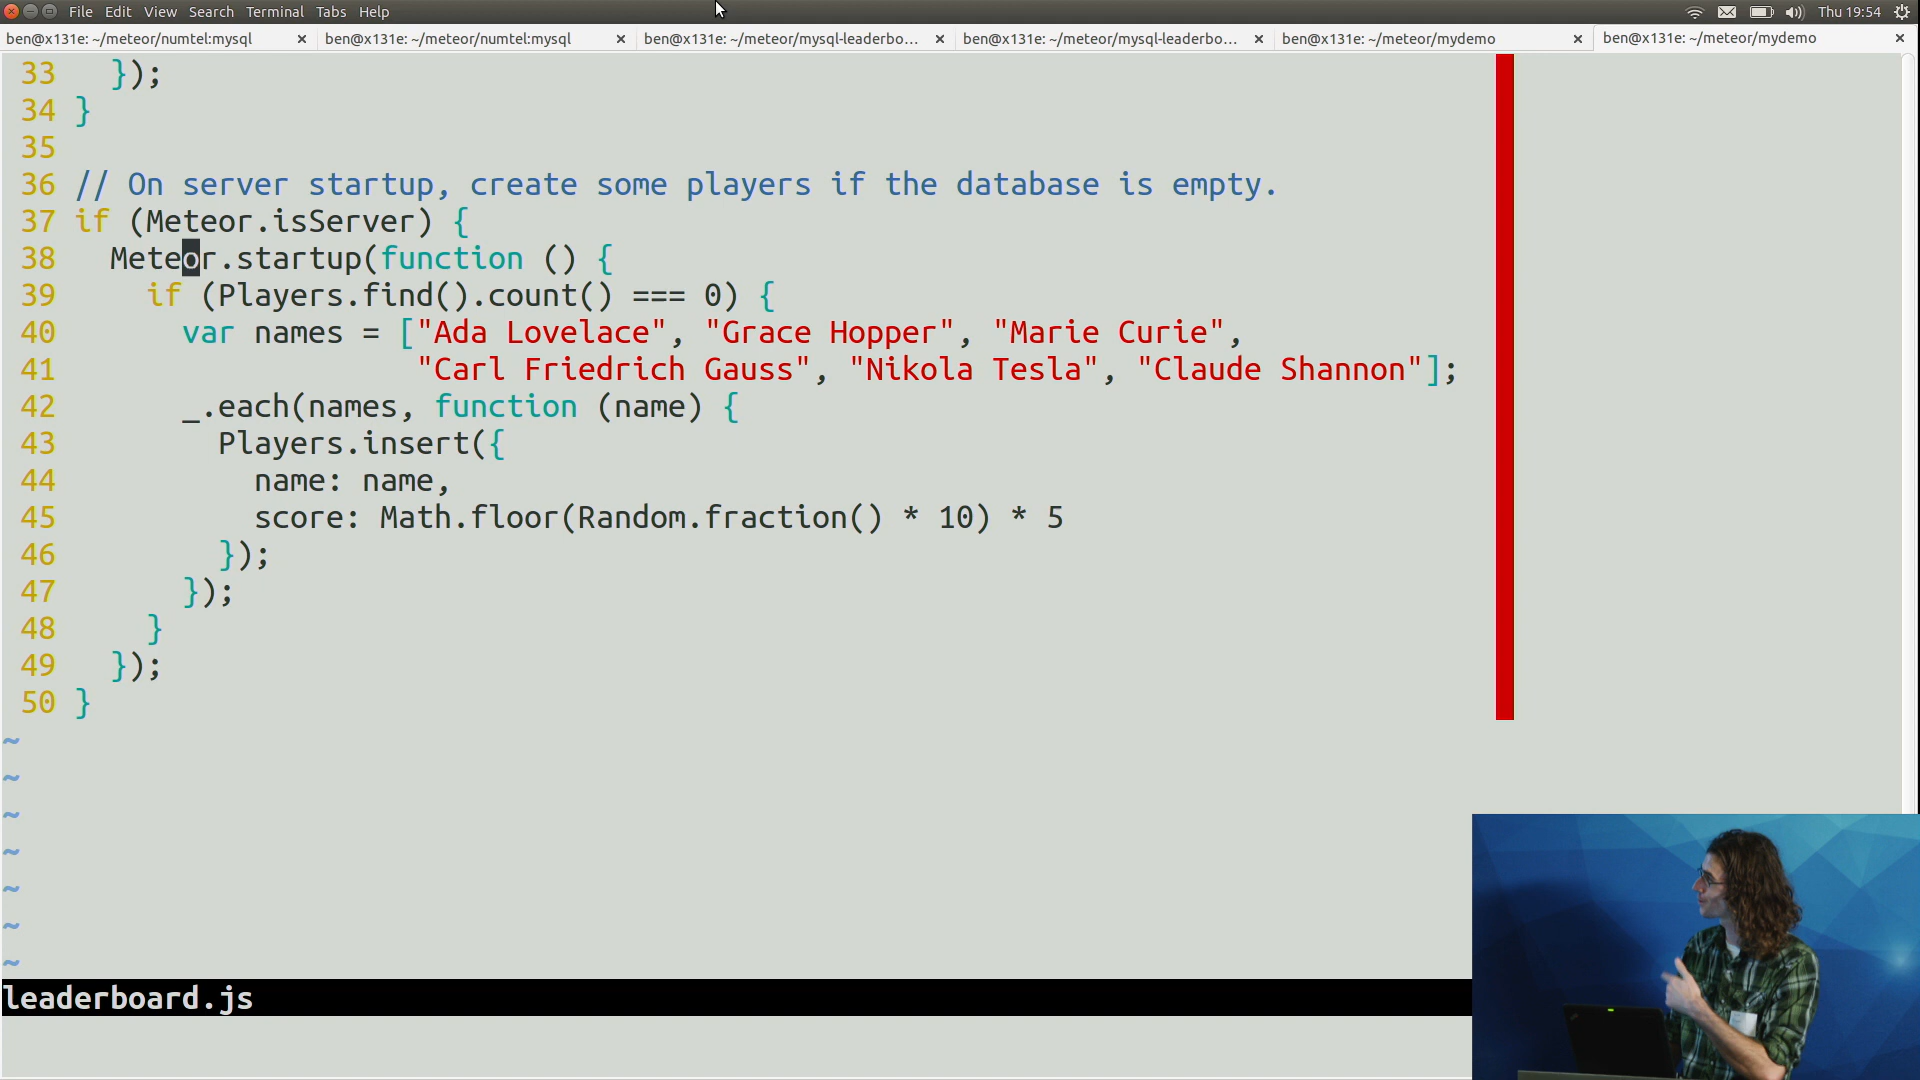 File Edit View Search Terminal Tabs Help Thu 19:54
ben@x131e: ~/meteor/numtel:mysql × ben@x131e: ~/meteor/numtel:mysql × ben@x131e: ~/meteor/mysql-leaderbo... × ben@x131e: ~/meteor/mysql-leaderbo... × ben@x131e: ~/meteor/mydemo × ben@x131e: ~/meteor/mydemo ×
33   });
34 }
35
36 // On server startup, create some players if the database is empty.
37 if (Meteor.isServer) {
38   Meteor.startup(function () {
39     if (Players.find().count() === 0) {
40       var names = ["Ada Lovelace", "Grace Hopper", "Marie Curie",
41                    "Carl Friedrich Gauss", "Nikola Tesla", "Claude Shannon"];
42       _.each(names, function (name) {
43         Players.insert({
44           name: name,
45           score: Math.floor(Random.fraction() * 10) * 5
46         });
47       });
48     }
49   });
50 }
~
~
~
~
~
~
~
leaderboard.js